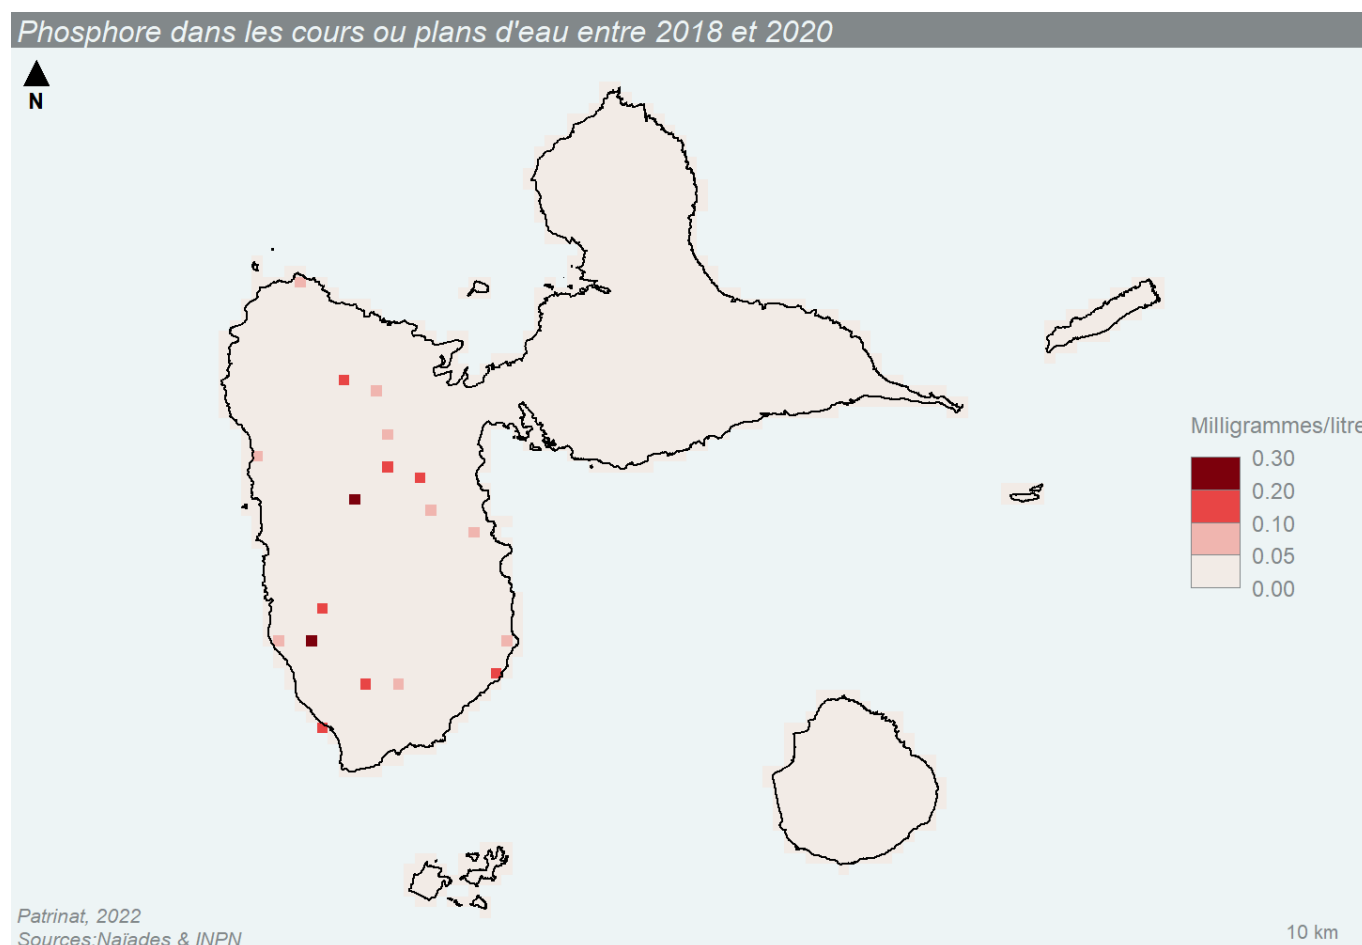 Phosphore dans les cours ou plans d'eau entre 2018 et 2020
N
Milligrammes/litre
0.30
0.20
0.10
0.05
0.00
Patrinat, 2022
Sources:Naïades & INPN
10 km